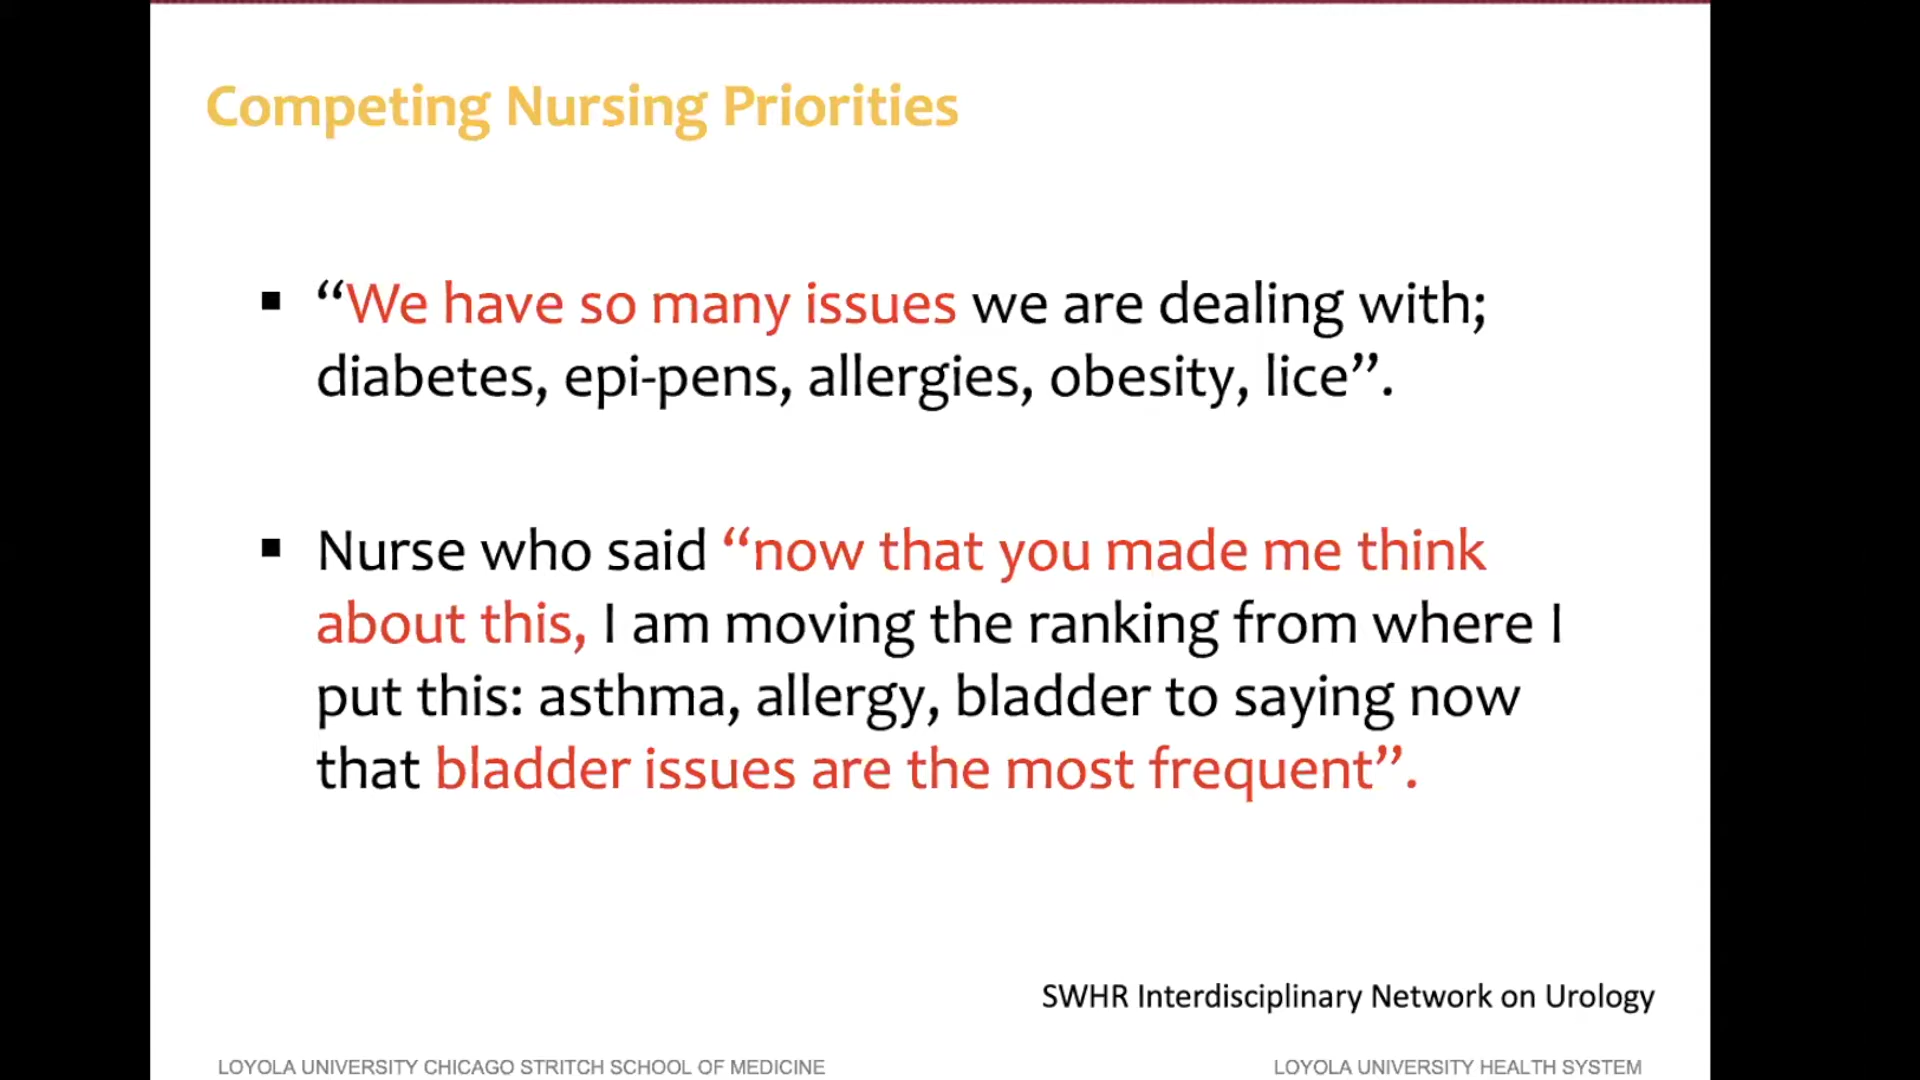 Competing Nursing Priorities
▪ “We have so many issues we are dealing with;
diabetes, epi-pens, allergies, obesity, lice”.
▪ Nurse who said “now that you made me think
about this, I am moving the ranking from where I
put this: asthma, allergy, bladder to saying now
that bladder issues are the most frequent”.
SWHR Interdisciplinary Network on Urology
LOYOLA UNIVERSITY CHICAGO STRITCH SCHOOL OF MEDICINE
LOYOLA UNIVERSITY HEALTH SYSTEM